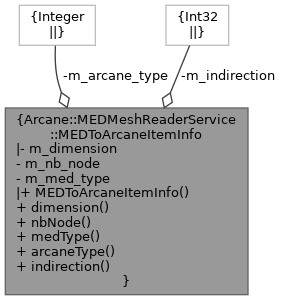 {Integer
||}
{Int32
||}
-m_arcane_type
-m_indirection
{Arcane::MEDMeshReaderService
::MEDToArcaneItemInfo
|- m_dimension
- m_nb_node
- m_med_type
|+ MEDToArcaneItemInfo()
+ dimension()
+ nbNode()
+ medType()
+ arcaneType()
+ indirection()
}